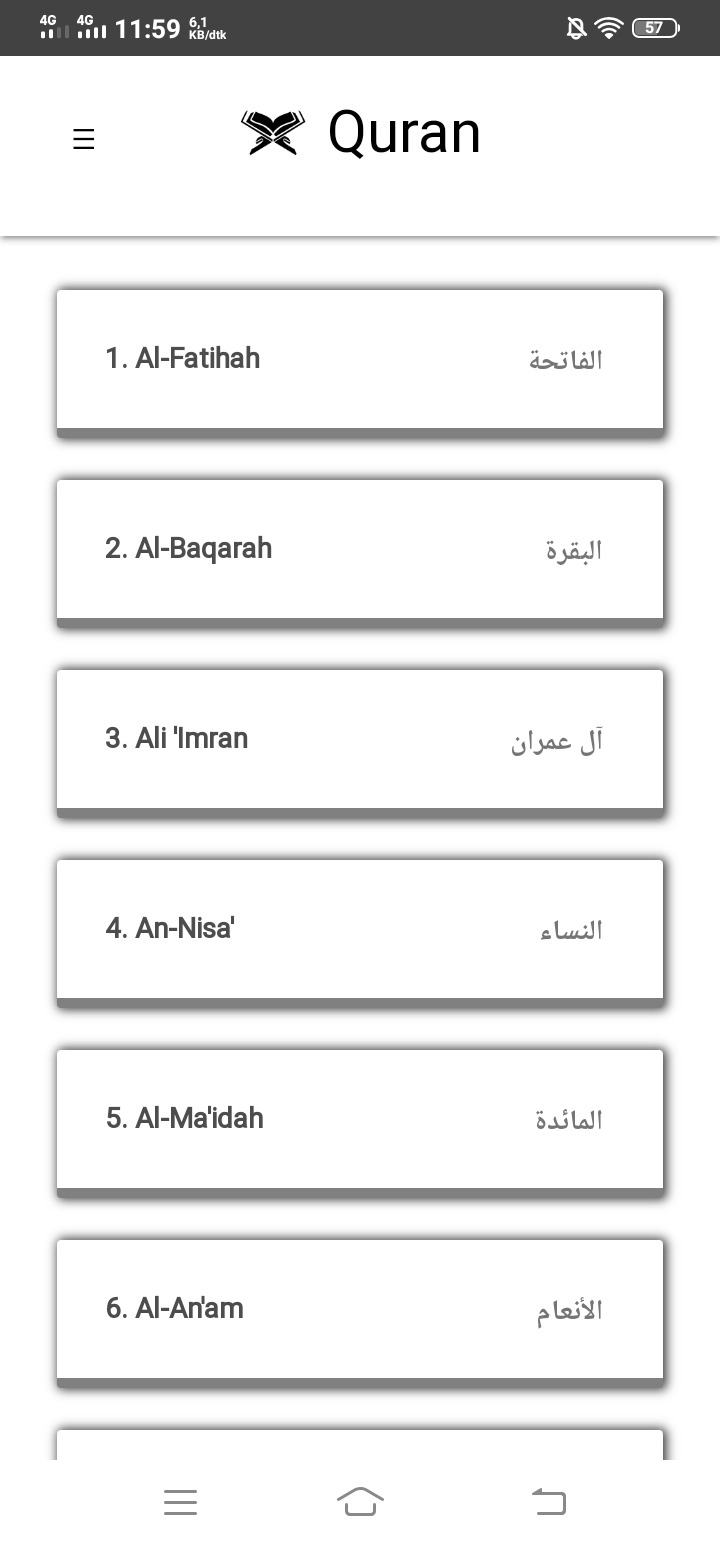 4G 4G 11:59 6,1 KB/dtk 57
Quran
1. Al-Fatihah الفاتحة
2. Al-Baqarah البقرة
3. Ali 'Imran آل عمران
4. An-Nisa' النساء
5. Al-Ma'idah المائدة
6. Al-An'am الأنعام